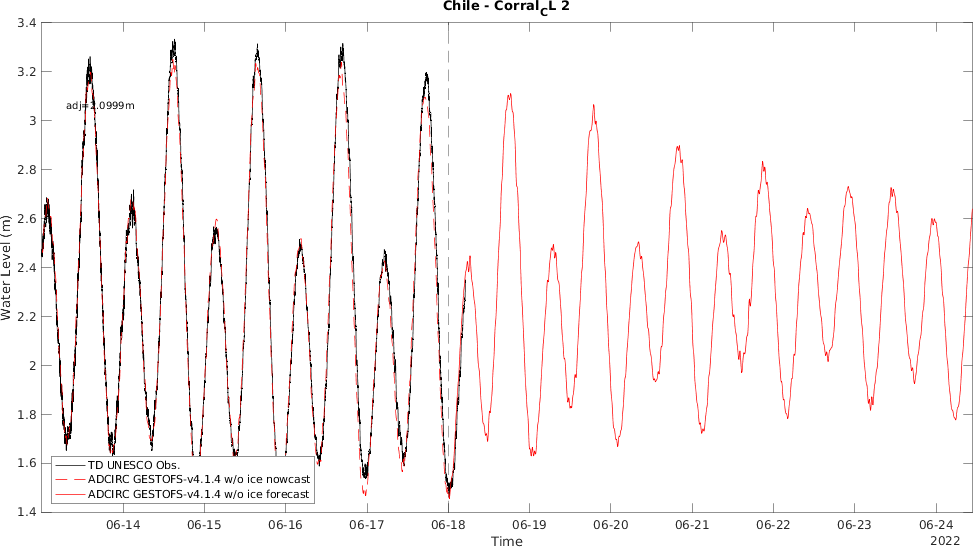 Chile - Corral_CL 2
3.4
3.2
3
2.8
2.6
2.4
2.2
2
1.8
1.6
1.4
Water Level (m)
adj=2.0999m
TD UNESCO Obs.
ADCIRC GESTOFS-v4.1.4 w/o ice nowcast
ADCIRC GESTOFS-v4.1.4 w/o ice forecast
06-14 06-15 06-16 06-17 06-18 06-19 06-20 06-21 06-22 06-23 06-24
Time
2022